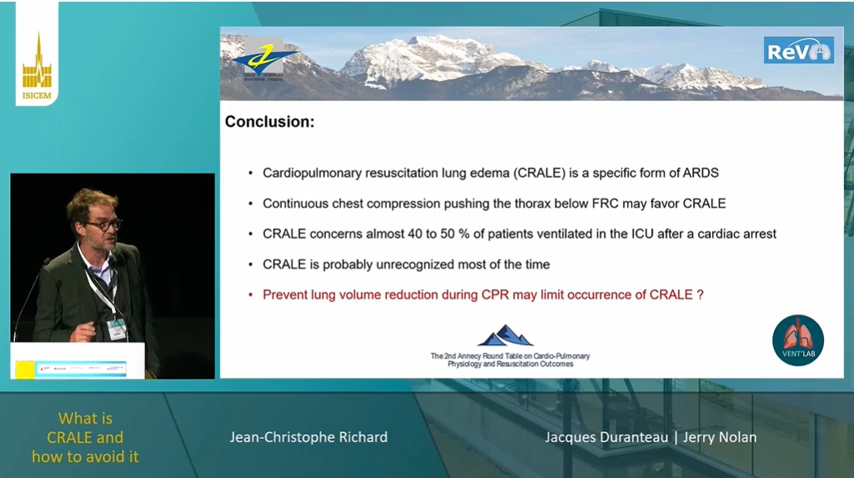 ISICEM
ReVA
Conclusion:
• Cardiopulmonary resuscitation lung edema (CRALE) is a specific form of ARDS
• Continuous chest compression pushing the thorax below FRC may favor CRALE
• CRALE concerns almost 40 to 50 % of patients ventilated in the ICU after a cardiac arrest
• CRALE is probably unrecognized most of the time
• Prevent lung volume reduction during CPR may limit occurrence of CRALE ?
The 2nd Annecy Round Table on Cardio-Pulmonary
Physiology and Resuscitation Outcomes
VENT'LAB
What is
CRALE and
how to avoid it
Jean-Christophe Richard
Jacques Duranteau | Jerry Nolan